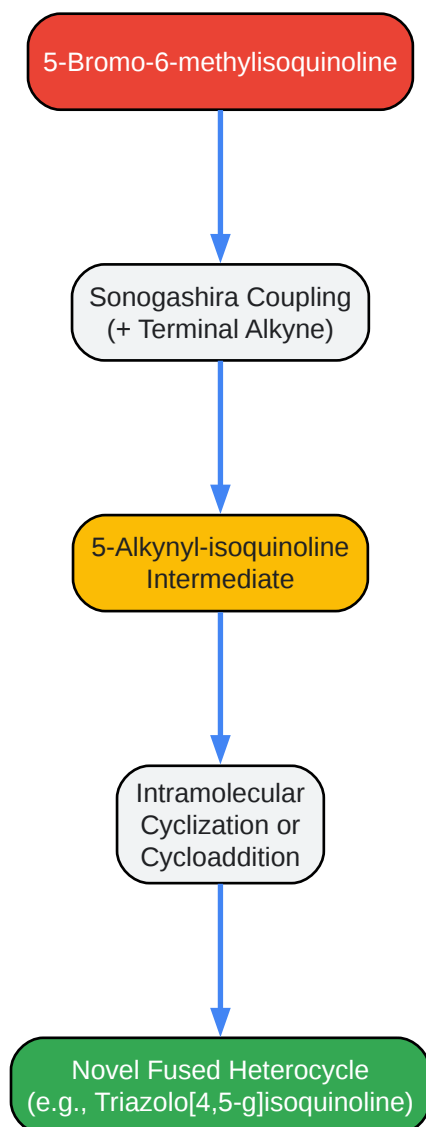 5-Bromo-6-methylisoquinoline
Sonogashira Coupling
(+ Terminal Alkyne)
5-Alkynyl-isoquinoline
Intermediate
Intramolecular
Cyclization or
Cycloaddition
Novel Fused Heterocycle
(e.g., Triazolo[4,5-g]isoquinoline)